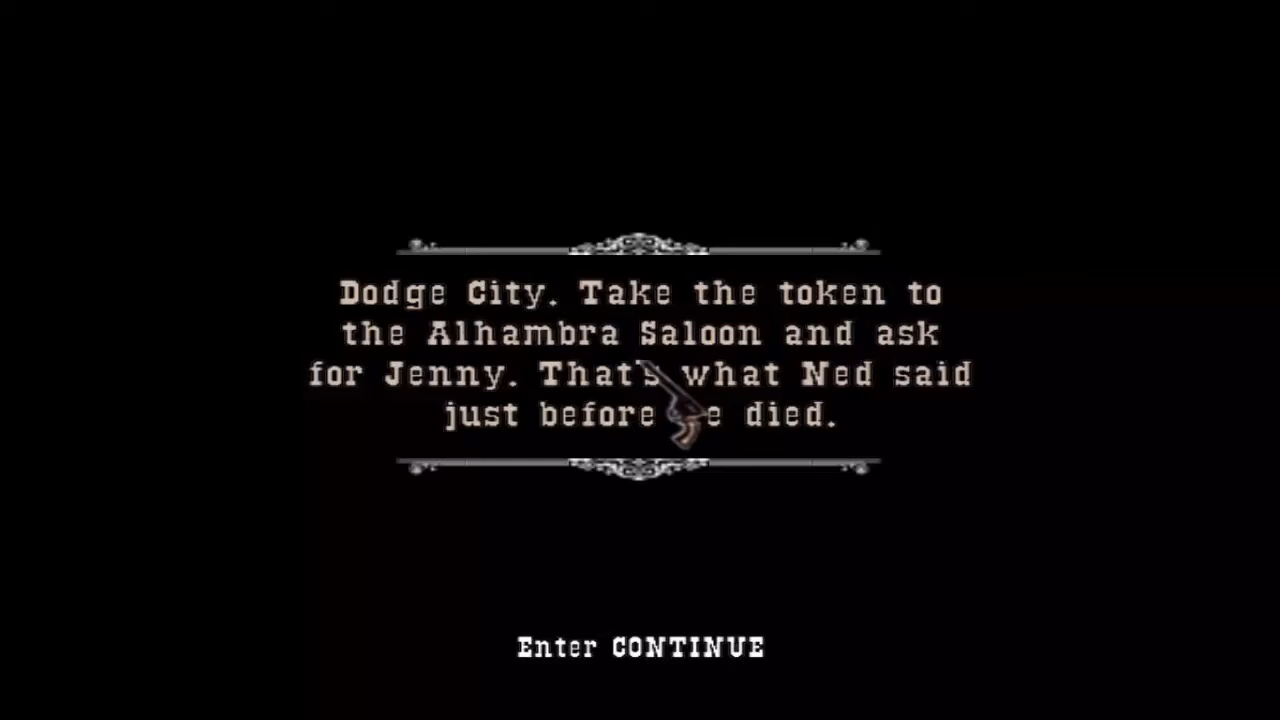 Dodge City. Take the token to
the Alhambra Saloon and ask
for Jenny. That's what Ned said
just before e died.
Enter CONTINUE